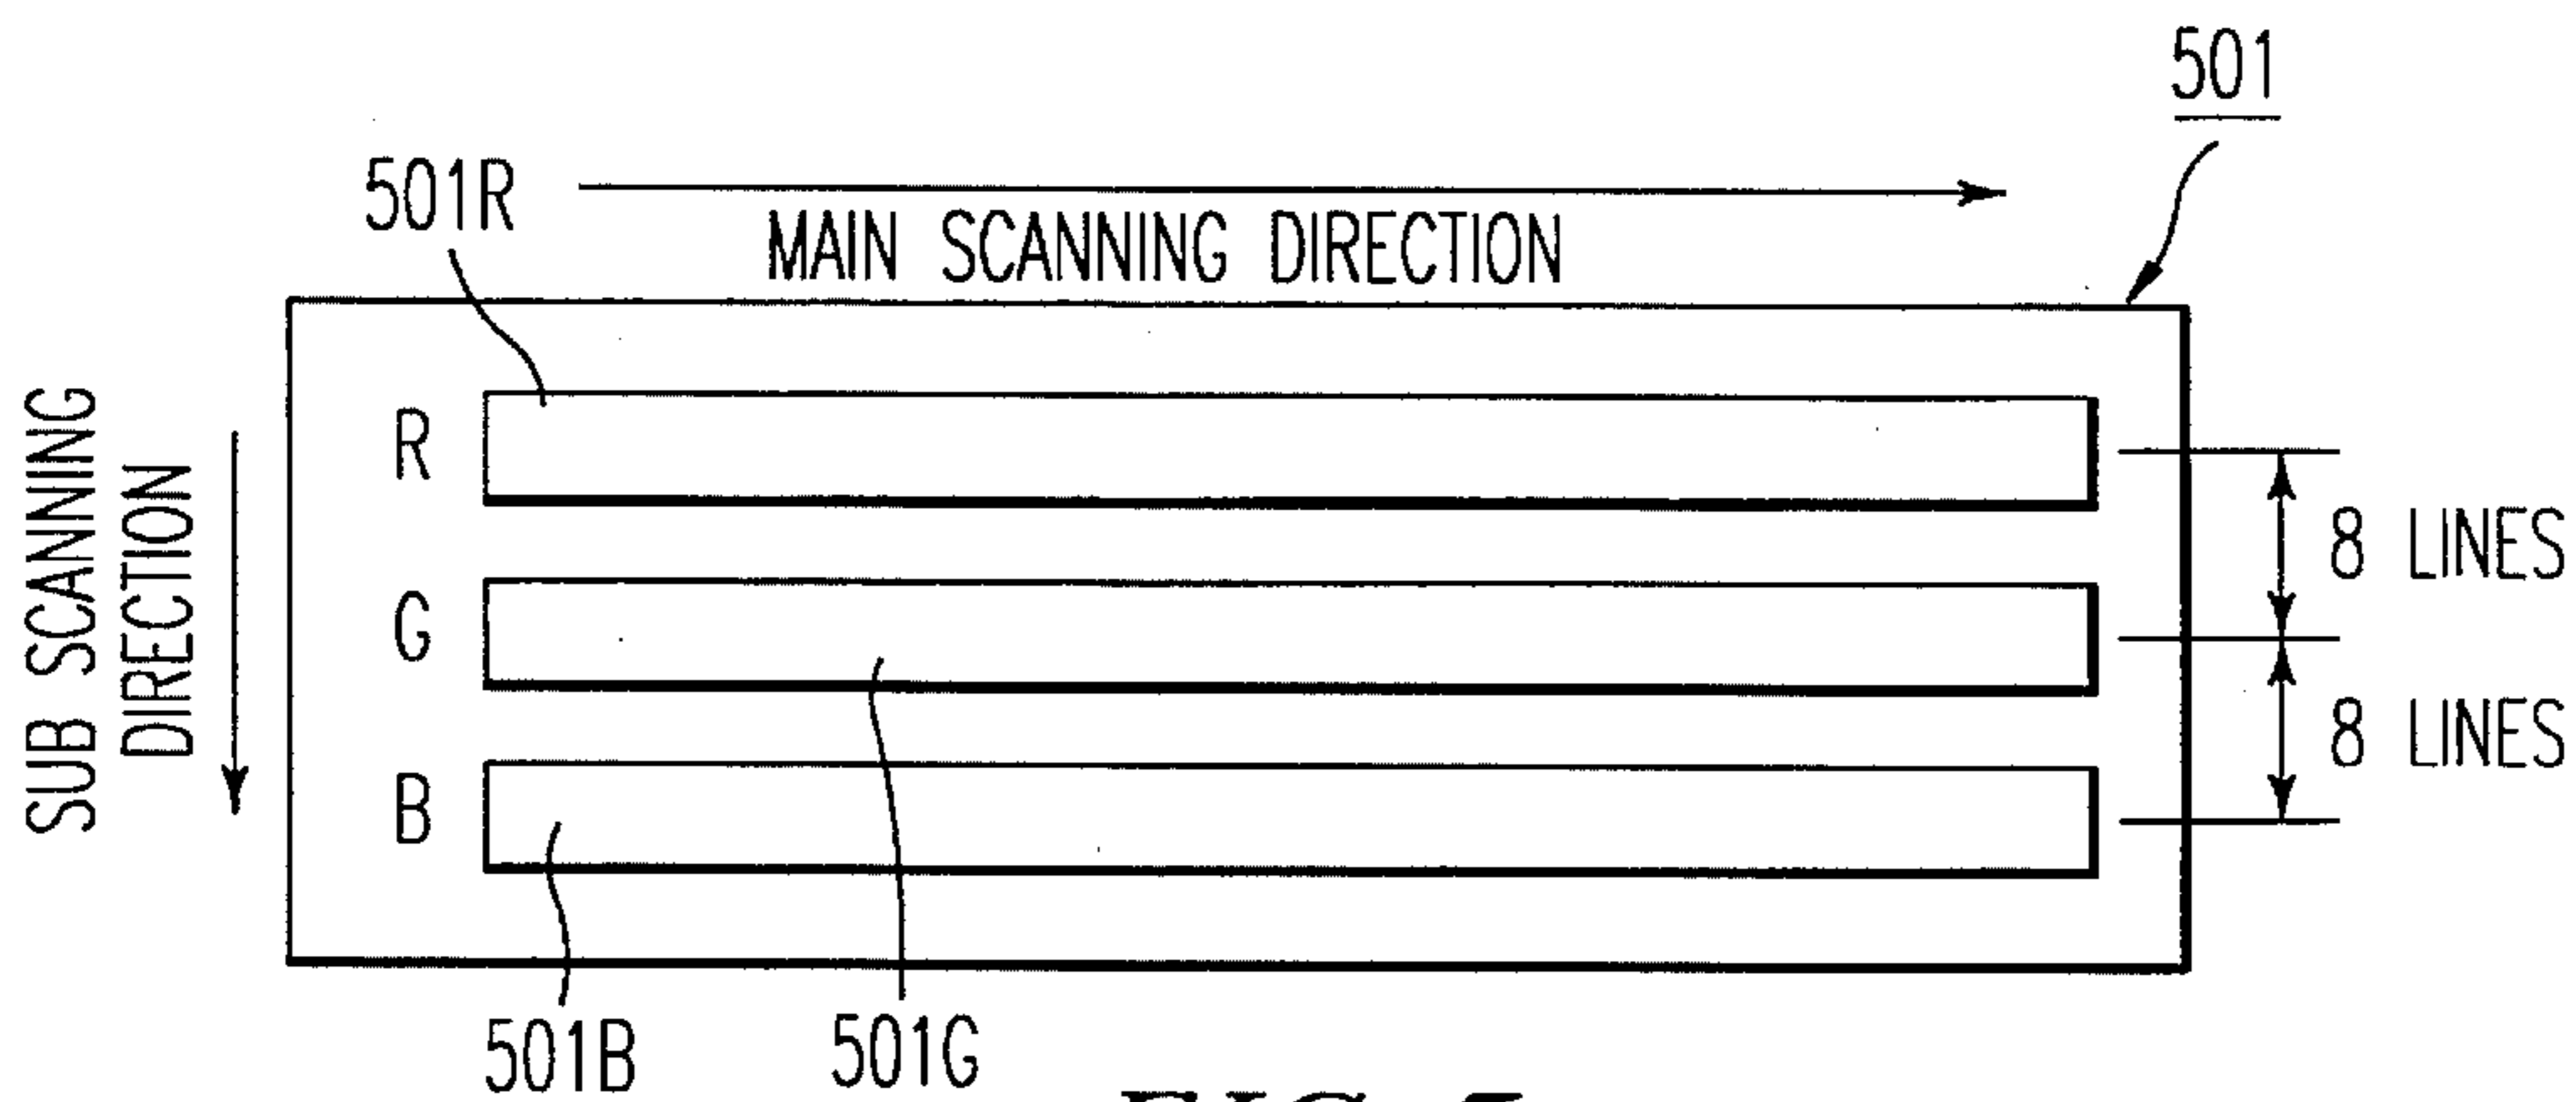 501
501R
MAIN SCANNING DIRECTION
SUB SCANNING
DIRECTION
R
G
B
8 LINES
8 LINES
501B
501G